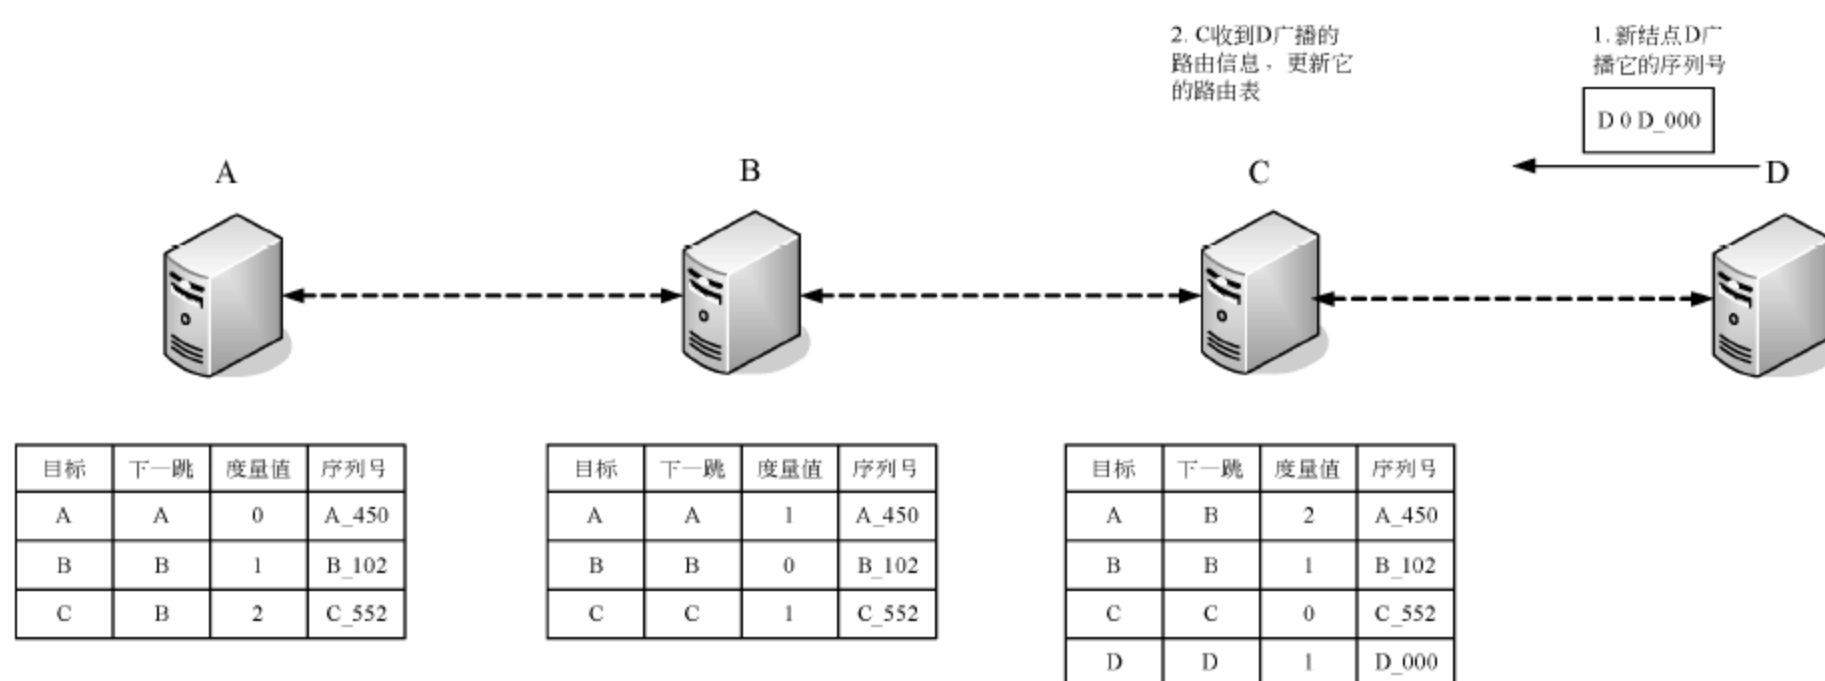 2. C收到D广播的
路由信息，更新它
的路由表
1. 新结点D广
播它的序列号
D 0 D_000
A
B
C
D
目标 下一跳 度量值 序列号
A A 0 A_450
B B 1 B_102
C B 2 C_552
目标 下一跳 度量值 序列号
A A 1 A_450
B B 0 B_102
C C 1 C_552
目标 下一跳 度量值 序列号
A B 2 A_450
B B 1 B_102
C C 0 C_552
D D 1 D_000